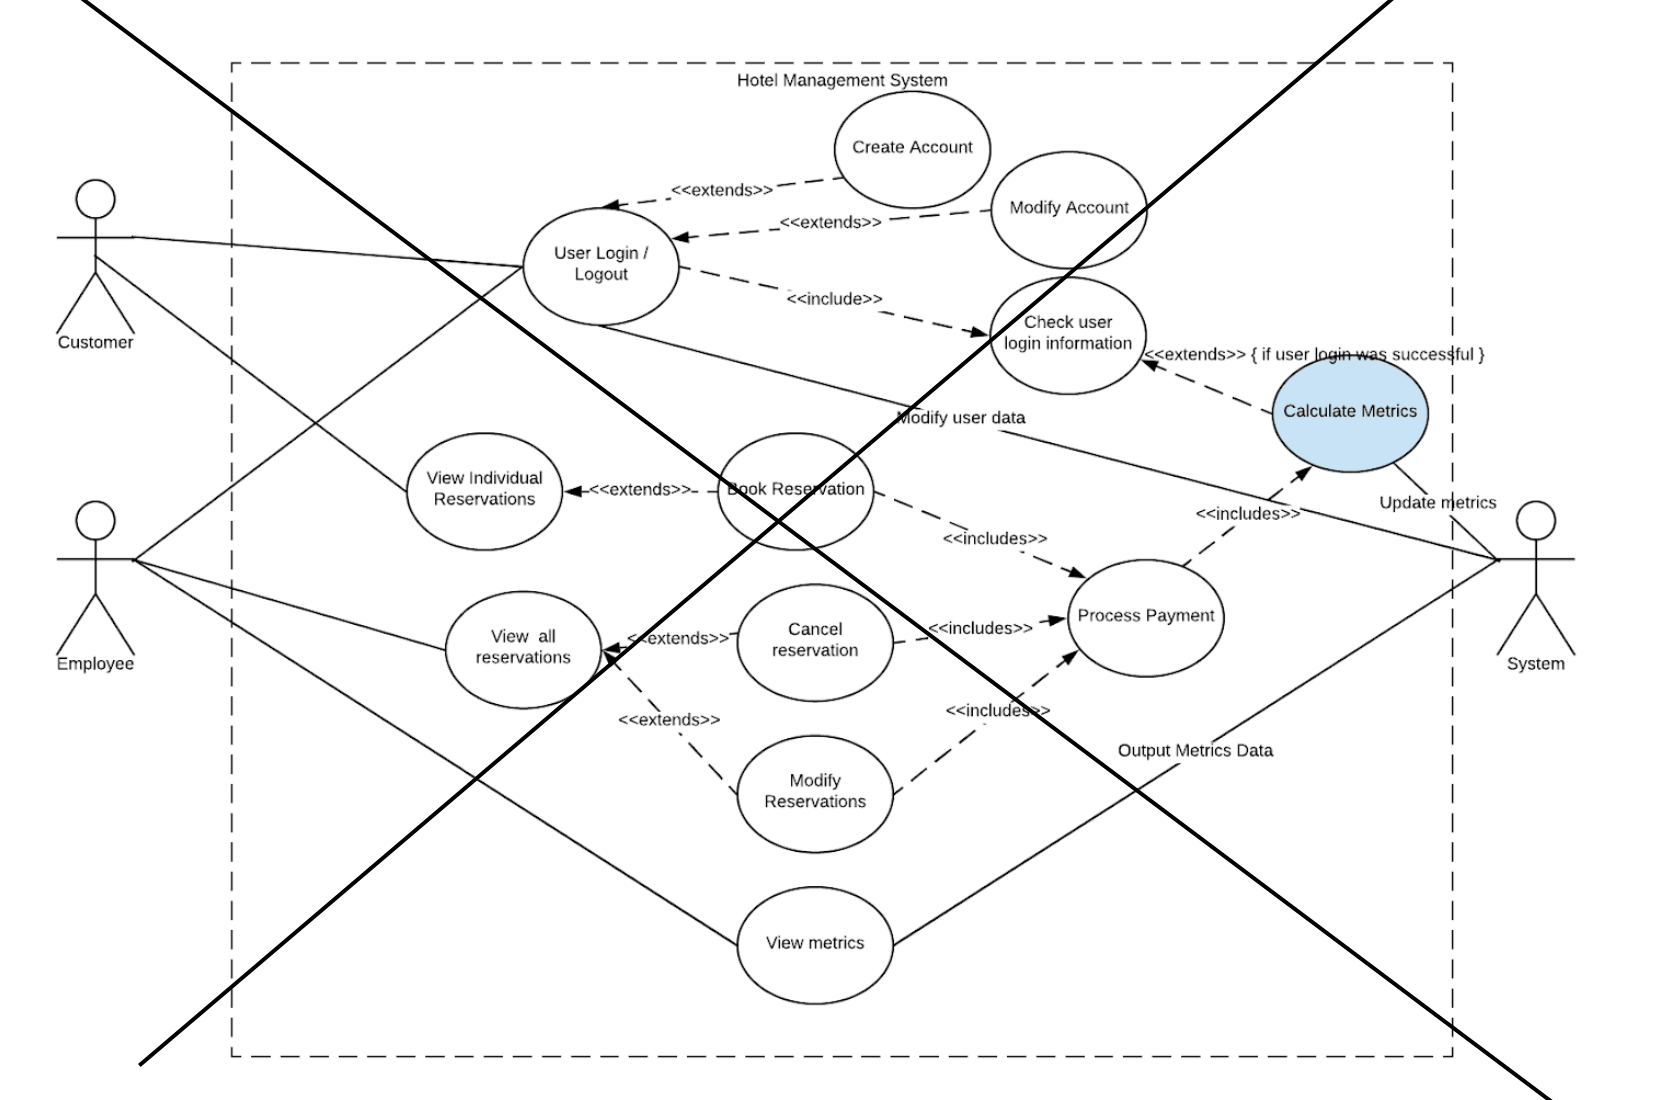 Hotel Management System
Create Account
<<extends>>
Modify Account
<<extends>>
User Login /
Logout
<<include>>
Check user
login information
Customer
<<extends>> { if user login was successful }
Calculate Metrics
Modify user data
View Individual
Reservations
<<extends>>
Book Reservation
Update metrics
<<includes>>
<<includes>>
Process Payment
View  all
reservations
<<extends>>
Cancel
reservation
<<includes>>
Employee
System
<<extends>>
<<includes>>
Output Metrics Data
Modify
Reservations
View metrics